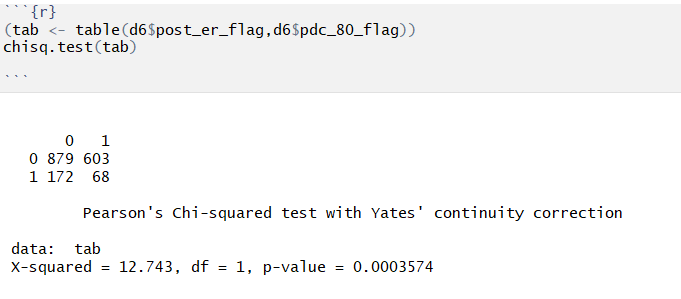 ```{r}
(tab <- table(d6$post_er_flag,d6$pdc_80_flag))
chisq.test(tab)
```
0 1
0 879 603
1 172 68
Pearson's Chi-squared test with Yates' continuity correction
data: tab
X-squared = 12.743, df = 1, p-value = 0.0003574